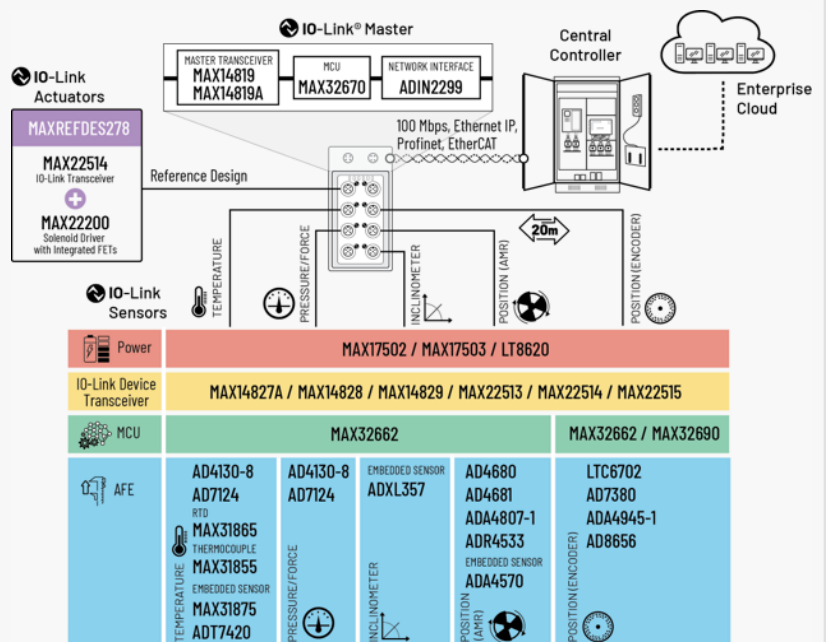 IO-Link® Master
MASTER TRANSCEIVER
MAX14819
MAX14819A
MCU
MAX32670
NETWORK INTERFACE
ADIN2299
Central
Controller
Enterprise
Cloud
IO-Link
Actuators
MAXREFDES278
MAX22514
IO-Link Transceiver
MAX22200
Solenoid Driver
with Integrated FETs
Reference Design
100 Mbps, Ethernet IP,
Profinet, EtherCAT
20m
IO-Link
Sensors
TEMPERATURE
PRESSURE/FORCE
INCLINOMETER
POSITION (AMR)
POSITION (ENCODER)
Power
MAX17502 / MAX17503 / LT8620
IO-Link Device
Transceiver
MAX14827A / MAX14828 / MAX14829 / MAX22513 / MAX22514 / MAX22515
MCU
MAX32662
MAX32662 / MAX32690
AFE
AD4130-8
AD7124
RTD
MAX31865
THERMOCOUPLE
MAX31855
EMBEDDED SENSOR
MAX31875
ADT7420
TEMPERATURE
AD4130-8
AD7124
PRESSURE/FORCE
EMBEDDED SENSOR
ADXL357
INCLINOMETER
AD4680
AD4681
ADA4807-1
ADR4533
EMBEDDED SENSOR
ADA4570
POSITION
(AMR)
LTC6702
AD7380
ADA4945-1
AD8656
POSITION (ENCODER)